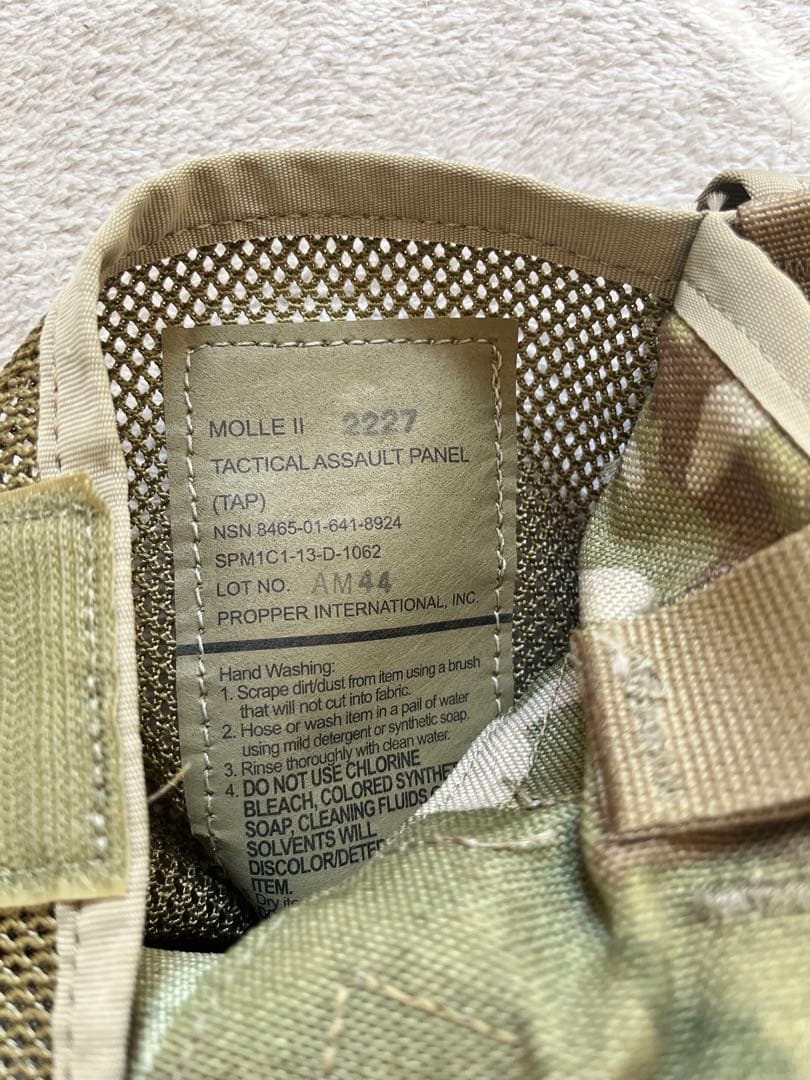 MOLLE II 2227
TACTICAL ASSAULT PANEL
(TAP)
NSN 8465-01-641-8924
SPM1C1-13-D-1062
LOT NO. AM44
PROPPER INTERNATIONAL, INC.
Hand Washing:
1. Scrape dirt/dust from item using a brush
that will not cut into fabric.
2. Hose or wash item in a pail of water
using mild detergent or synthetic soap.
3. Rinse thoroughly with clean water.
4. DO NOT USE CHLORINE
BLEACH, COLORED SYNTHE
SOAP, CLEANING FLUIDS
SOLVENTS WILL
DISCOLOR/DETER
ITEM.
Dry